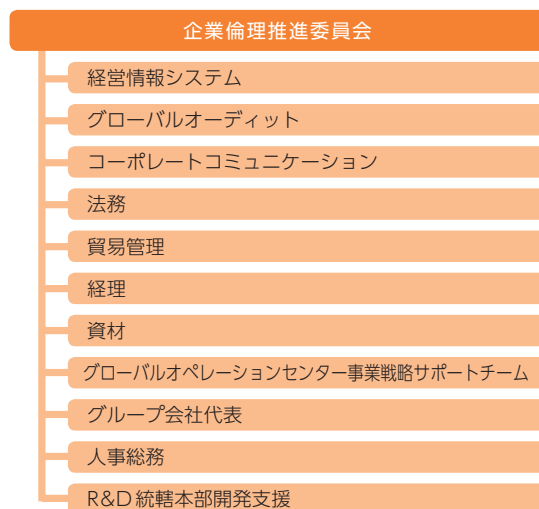 企業倫理推進委員会
経営情報システム
グローバルオーディット
コーポレートコミュニケーション
法務
貿易管理
経理
資材
グローバルオペレーションセンター事業戦略サポートチーム
グループ会社代表
人事総務
R&D統轄本部開発支援